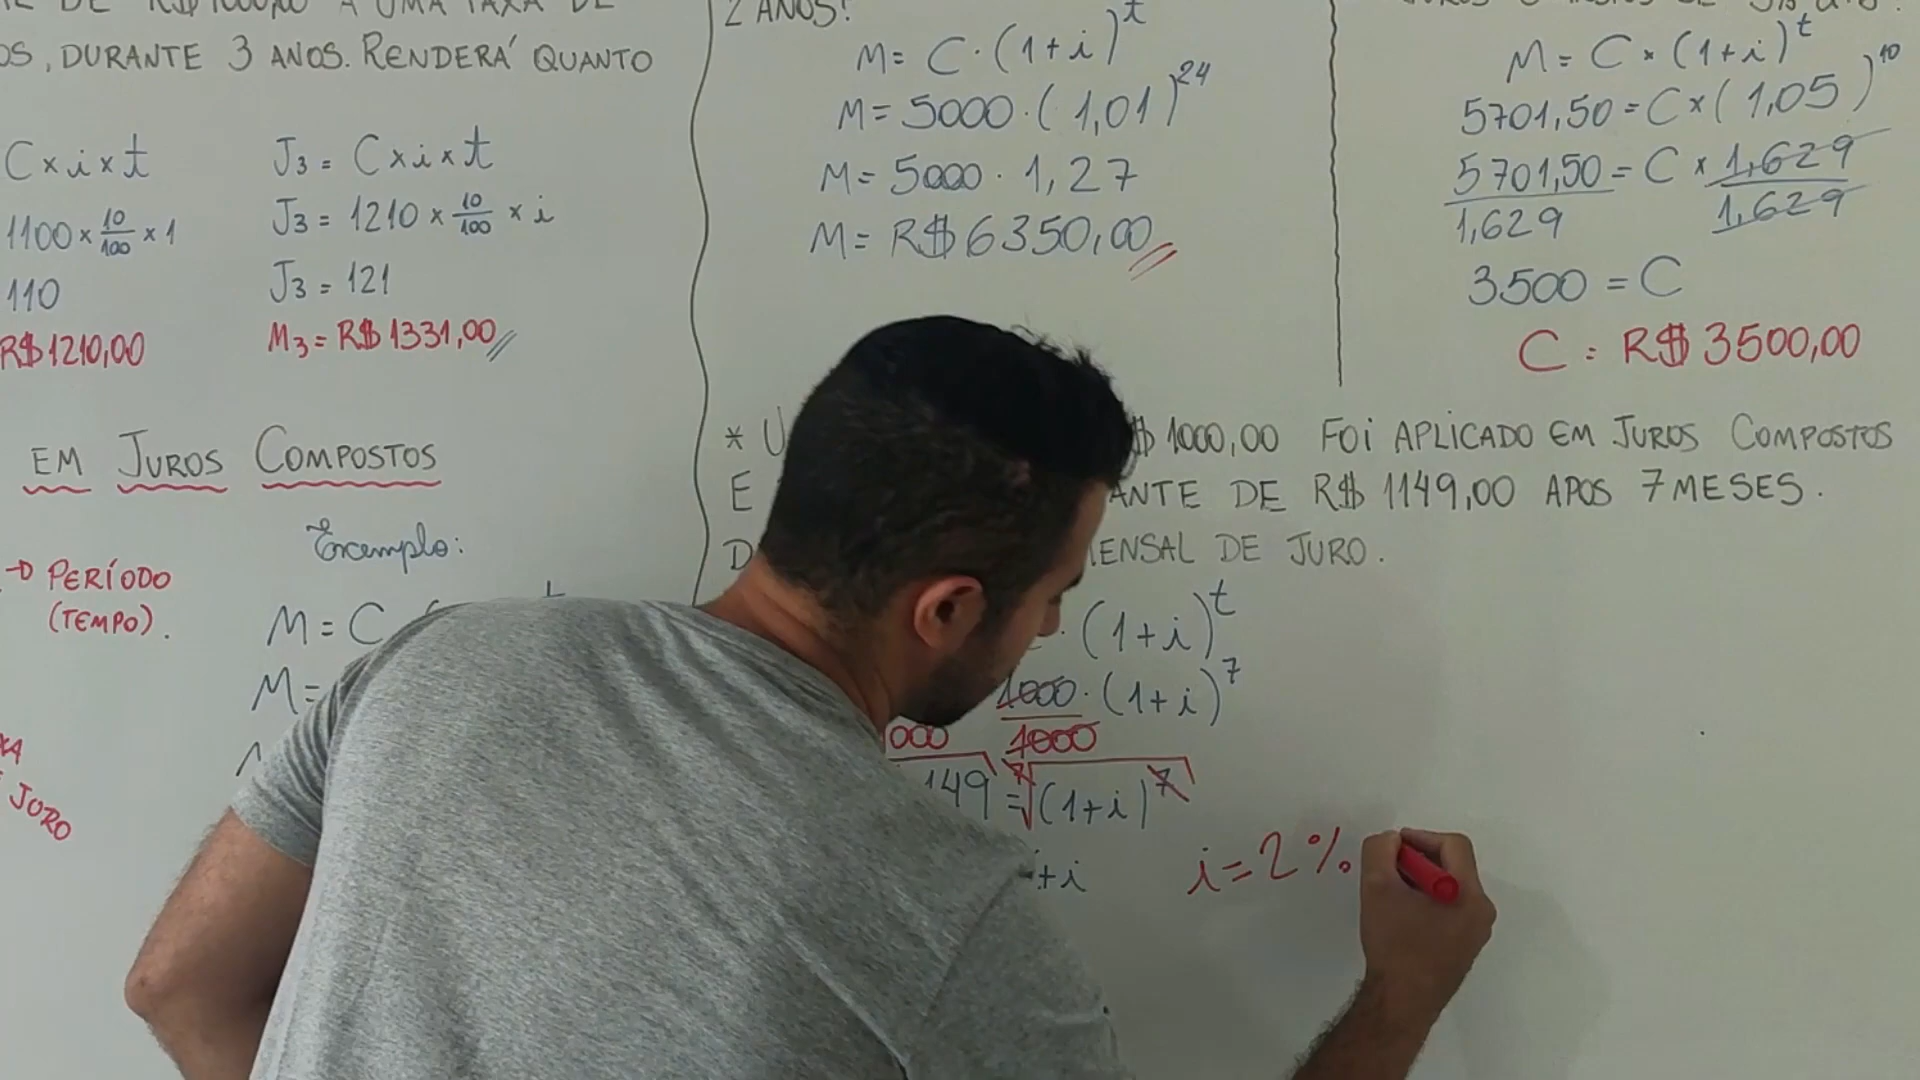 DE R$ 1000,00 A UMA TAXA DE
OS, DURANTE 3 ANOS. RENDERÁ QUANTO
C x i x t
1100 x 10/100 x 1
110
R$ 1210,00
J3 = C x i x t
J3 = 1210 x 10/100 x i
J3 = 121
M3 = R$ 1331,00
EM JUROS COMPOSTOS
Exemplo:
→ PERÍODO
(TEMPO).
JURO
M = C
M =
2 ANOS?
M = C · (1 + i)^t
M = 5000 · (1,01)^24
M = 5000 · 1,27
M = R$ 6350,00
M = C x (1 + i)^t
5701,50 = C x (1,05)^10
5701,50/1,629 = C x 1,629/1,629
3500 = C
C = R$ 3500,00
* U $ 1000,00 FOI APLICADO EM JUROS COMPOSTOS
E ANTE DE R$ 1149,00 APOS 7 MESES.
D ENSAL DE JURO.
· (1 + i)^t
1000 · (1 + i)^7
000 1000
149 = 7√(1 + i)^7
+ i
i = 2%